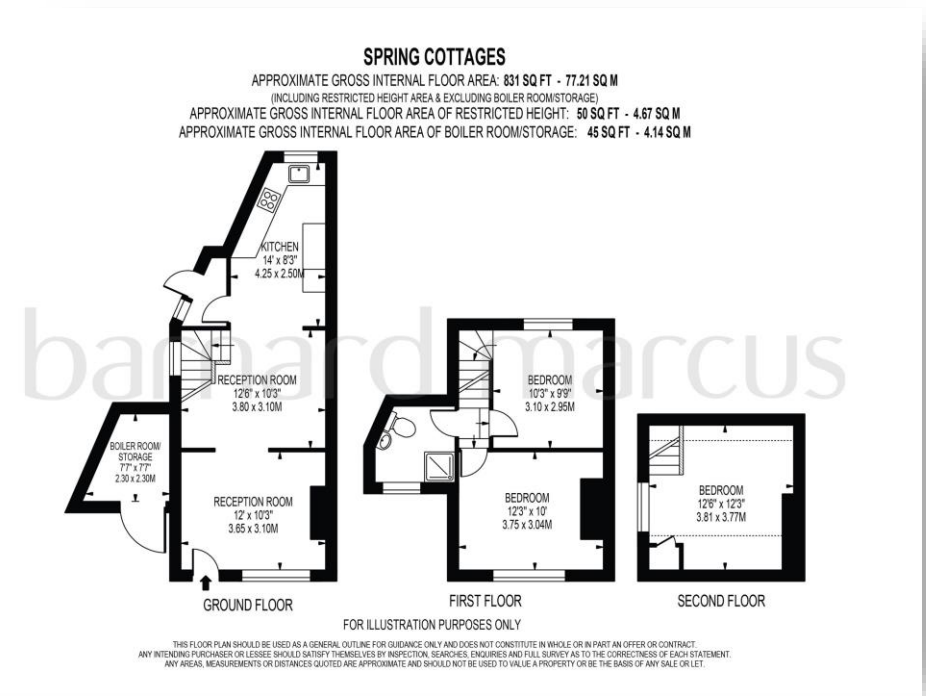 SPRING COTTAGES
APPROXIMATE GROSS INTERNAL FLOOR AREA: 831 SQ FT - 77.21 SQ M
(INCLUDING RESTRICTED HEIGHT AREA & EXCLUDING BOILER ROOM/STORAGE)
APPROXIMATE GROSS INTERNAL FLOOR AREA OF RESTRICTED HEIGHT: 50 SQ FT - 4.67 SQ M
APPROXIMATE GROSS INTERNAL FLOOR AREA OF BOILER ROOM/STORAGE: 45 SQ FT - 4.14 SQ M
KITCHEN
14' x 8'3"
4.25 x 2.50M
barnard marcus
RECEPTION ROOM
12'6" x 10'3"
3.80 x 3.10M
BOILER ROOM/
STORAGE
7'7" x 7'7"
2.30 x 2.30M
RECEPTION ROOM
12' x 10'3"
3.65 x 3.10M
GROUND FLOOR
BEDROOM
10'3" x 9'9"
3.10 x 2.95M
BEDROOM
12'3" x 10'
3.75 x 3.04M
FIRST FLOOR
BEDROOM
12'6" x 12'3"
3.81 x 3.77M
SECOND FLOOR
FOR ILLUSTRATION PURPOSES ONLY
THIS FLOOR PLAN SHOULD BE USED AS A GENERAL OUTLINE FOR GUIDANCE ONLY AND DOES NOT CONSTITUTE IN WHOLE OR IN PART AN OFFER OR CONTRACT.
ANY INTENDING PURCHASER OR LESSEE SHOULD SATISFY THEMSELVES BY INSPECTION, SEARCHES, ENQUIRIES AND FULL SURVEY AS TO THE CORRECTNESS OF EACH STATEMENT.
ANY AREAS, MEASUREMENTS OR DISTANCES QUOTED ARE APPROXIMATE AND SHOULD NOT BE USED TO VALUE A PROPERTY OR BE THE BASIS OF ANY SALE OR LET.